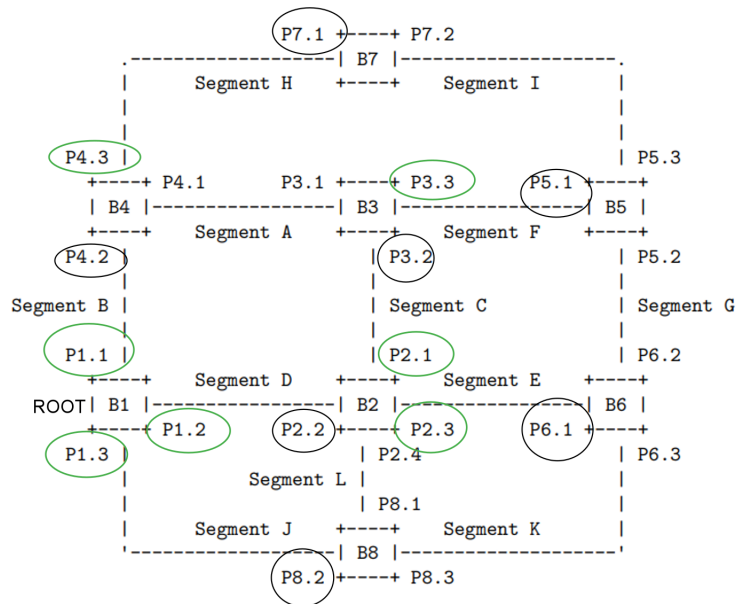 P7.1 P7.2
B7
Segment H Segment I
P4.3 P5.3
P4.1 P3.1 P3.3 P5.1
B4 B3 B5
Segment A Segment F
P4.2 P3.2 P5.2
Segment B Segment C Segment G
P1.1 P2.1 P6.2
Segment D Segment E
ROOT B1 B2 B6
P1.2 P2.2 P2.3 P6.1
P1.3 P2.4 P6.3
Segment L
P8.1
Segment J Segment K
B8
P8.2 P8.3